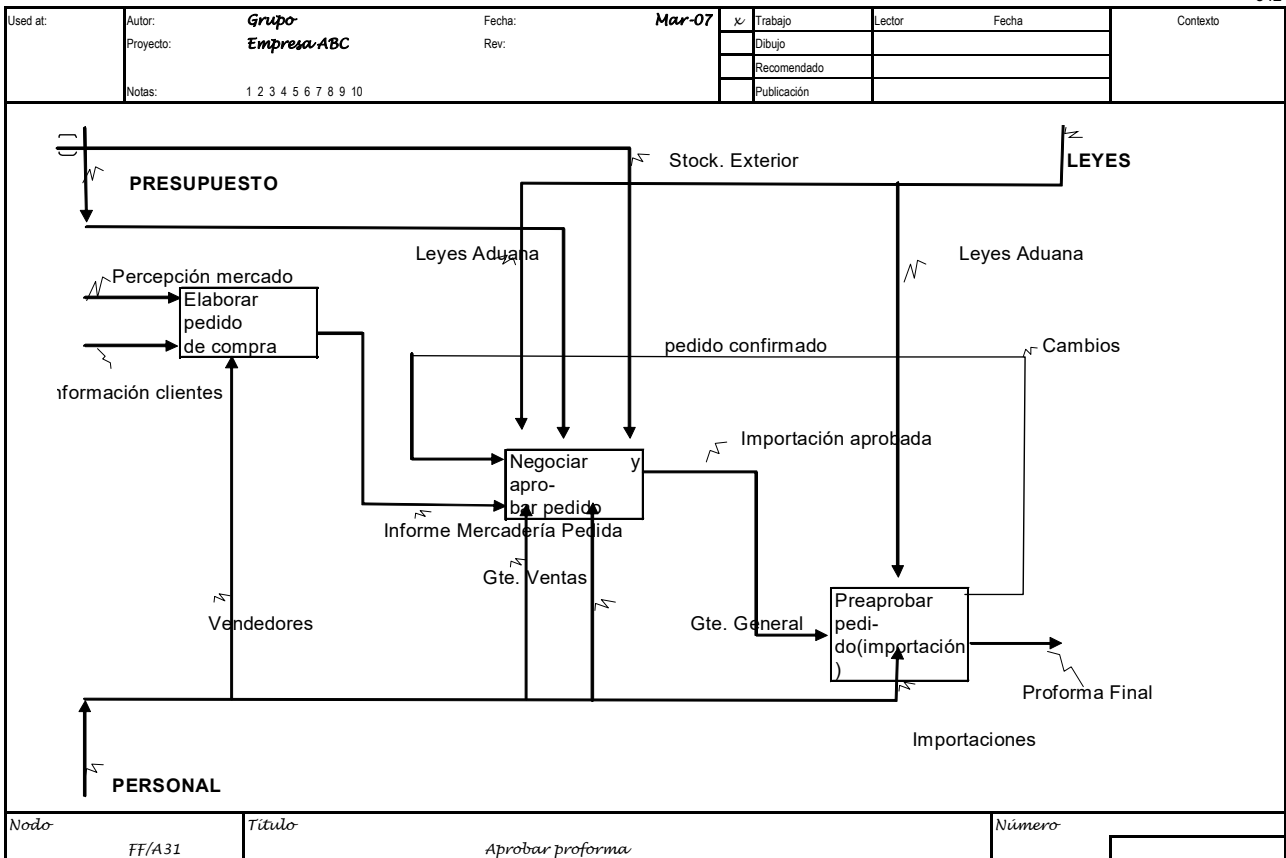 Used at:
Autor: Grupo Fecha: Mar-07 x Trabajo Lector Fecha Contexto
Proyecto: Empresa ABC Rev: Dibujo
Recomendado
Notas: 1 2 3 4 5 6 7 8 9 10 Publicación
Stock. Exterior
LEYES
PRESUPUESTO
Leyes Aduana
Leyes Aduana
Percepción mercado
Elaborar
pedido
de compra
pedido confirmado
Cambios
nformación clientes
Importación aprobada
Negociar y
apro-
bar pedido
Informe Mercadería Pedida
Gte. Ventas
Vendedores
Gte. General
Preaprobar
pedi-
do(importación
)
Proforma Final
Importaciones
PERSONAL
Nodo Título Número
FF/A31 Aprobar proforma